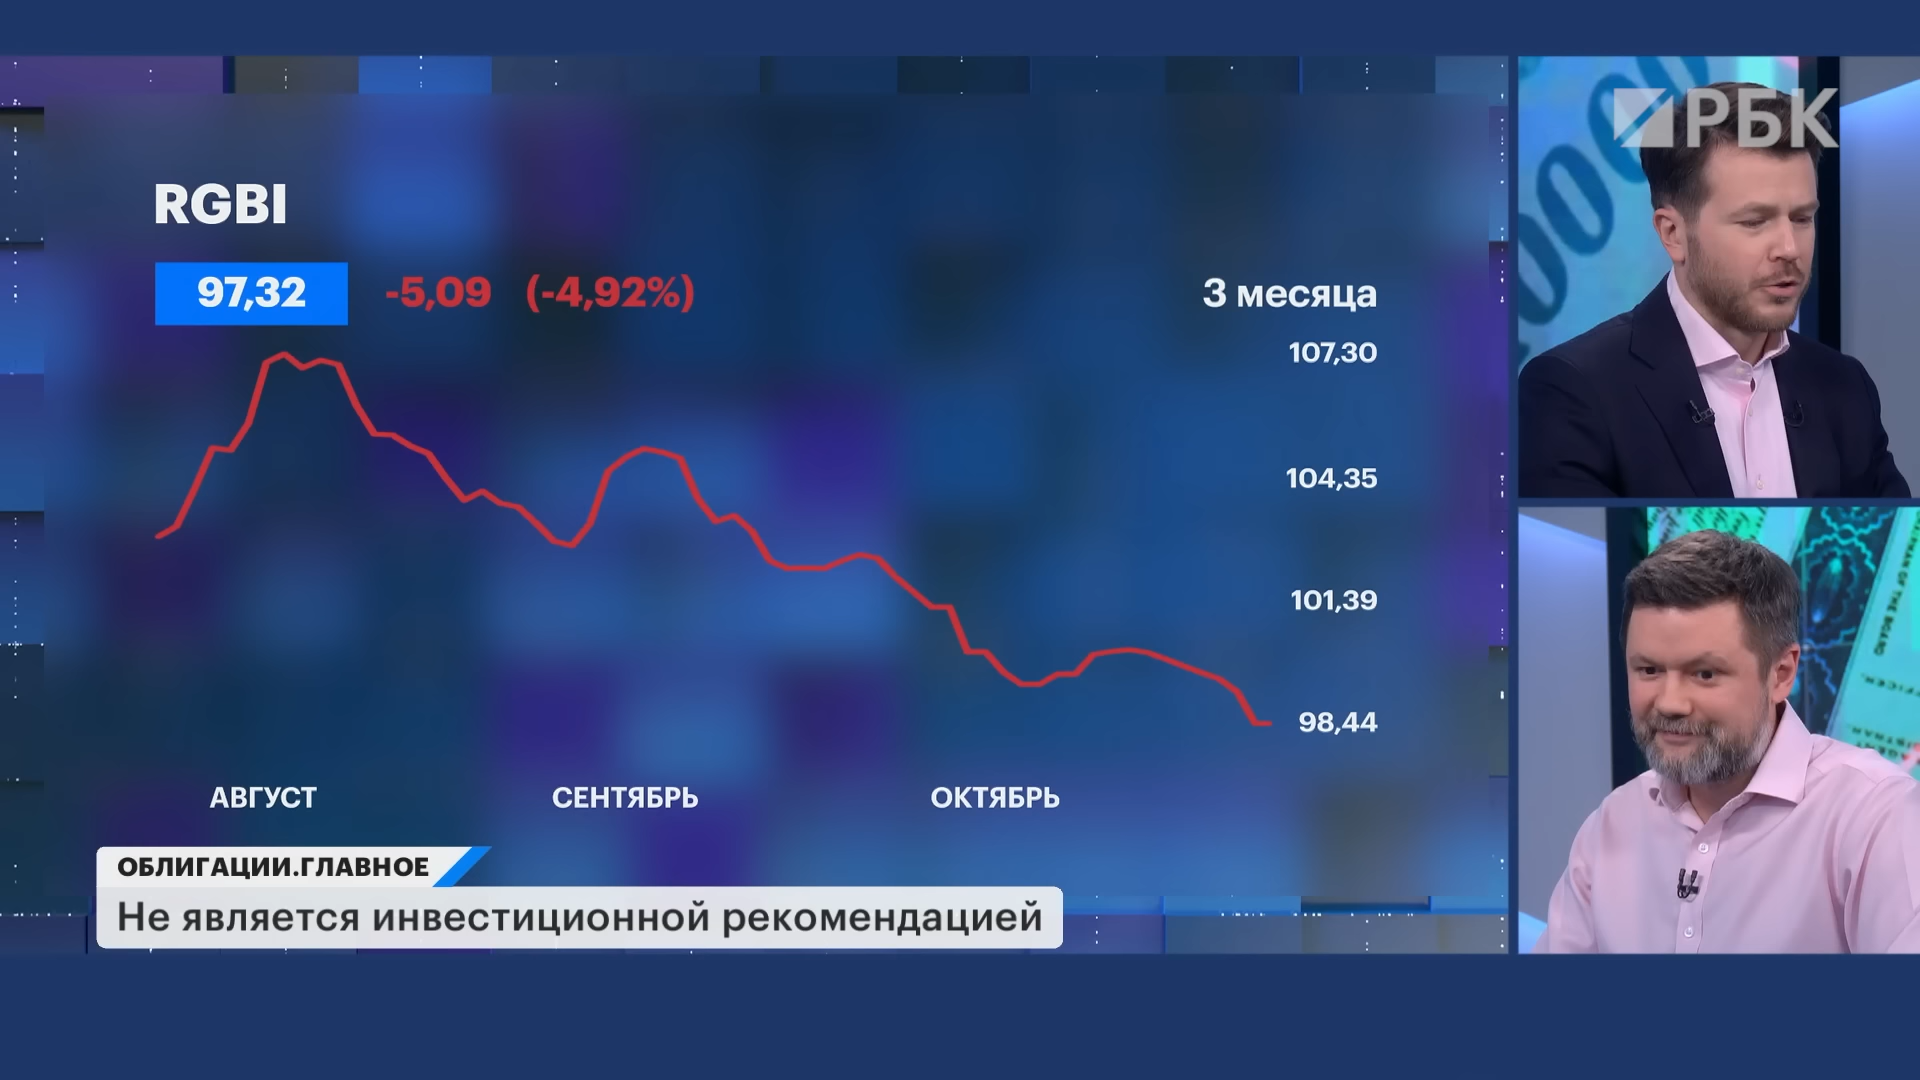 РБК
RGBI
97,32 -5,09 (-4,92%)
3 месяца
107,30
104,35
101,39
98,44
АВГУСТ СЕНТЯБРЬ ОКТЯБРЬ
ОБЛИГАЦИИ.ГЛАВНОЕ
Не является инвестиционной рекомендацией